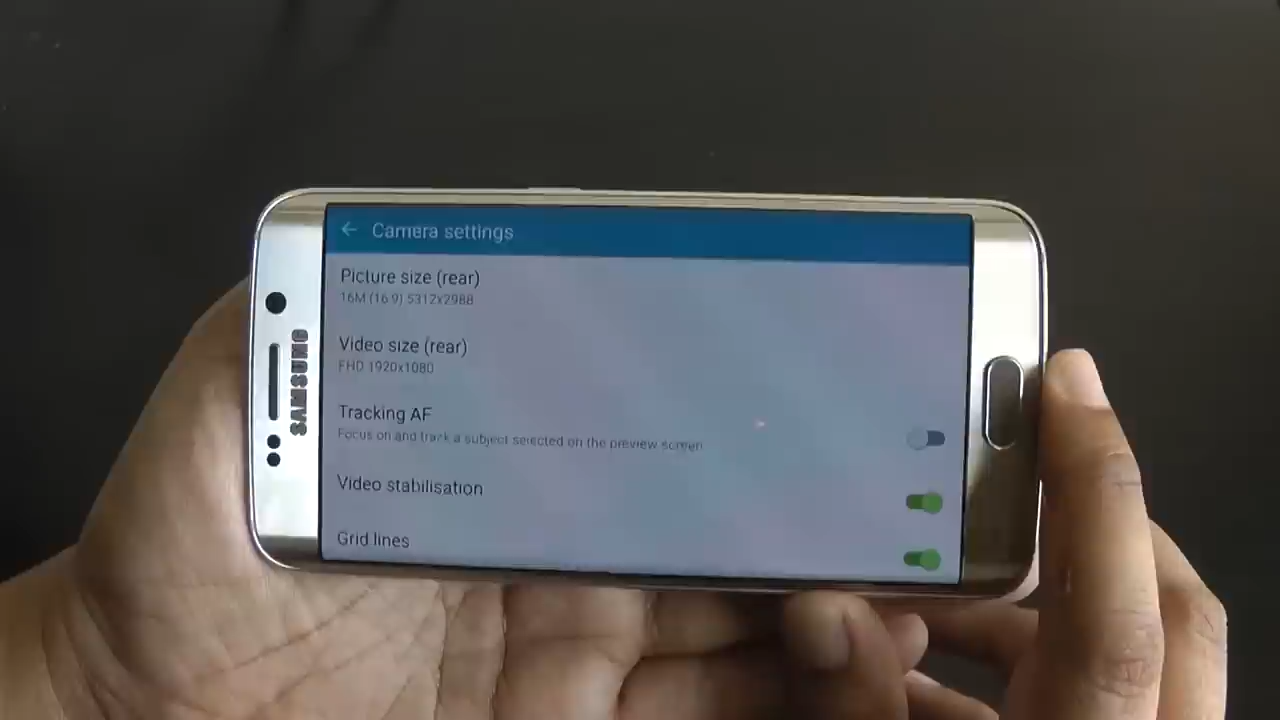 SAMSUNG
Camera settings
Picture size (rear)
16M (16:9) 5312x2988
Video size (rear)
FHD 1920x1080
Tracking AF
Focus on and track a subject selected on the preview screen
Video stabilisation
Grid lines